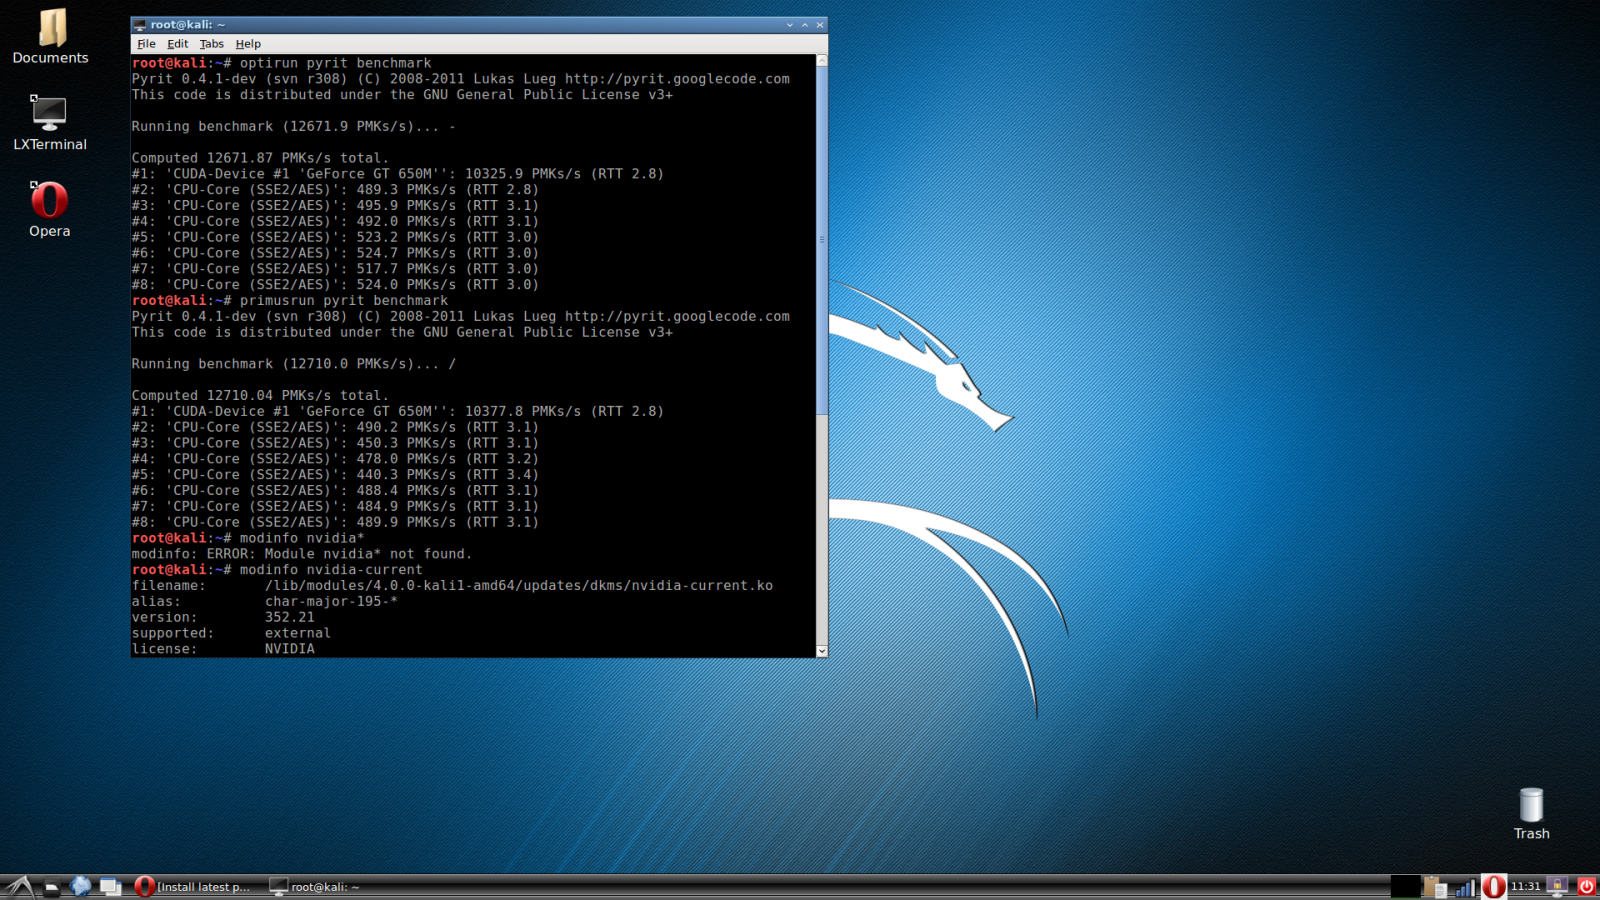 Documents
LXTerminal
Opera
root@kali: ~
File Edit Tabs Help
root@kali:~# optirun pyrit benchmark
Pyrit 0.4.1-dev (svn r308) (C) 2008-2011 Lukas Lueg http://pyrit.googlecode.com
This code is distributed under the GNU General Public License v3+
Running benchmark (12671.9 PMKs/s)... -
Computed 12671.87 PMKs/s total.
#1: 'CUDA-Device #1 'GeForce GT 650M'': 10325.9 PMKs/s (RTT 2.8)
#2: 'CPU-Core (SSE2/AES)': 489.3 PMKs/s (RTT 2.8)
#3: 'CPU-Core (SSE2/AES)': 495.9 PMKs/s (RTT 3.1)
#4: 'CPU-Core (SSE2/AES)': 492.0 PMKs/s (RTT 3.1)
#5: 'CPU-Core (SSE2/AES)': 523.2 PMKs/s (RTT 3.0)
#6: 'CPU-Core (SSE2/AES)': 524.7 PMKs/s (RTT 3.0)
#7: 'CPU-Core (SSE2/AES)': 517.7 PMKs/s (RTT 3.0)
#8: 'CPU-Core (SSE2/AES)': 524.0 PMKs/s (RTT 3.0)
root@kali:~# primusrun pyrit benchmark
Pyrit 0.4.1-dev (svn r308) (C) 2008-2011 Lukas Lueg http://pyrit.googlecode.com
This code is distributed under the GNU General Public License v3+
Running benchmark (12710.0 PMKs/s)... /
Computed 12710.04 PMKs/s total.
#1: 'CUDA-Device #1 'GeForce GT 650M'': 10377.8 PMKs/s (RTT 2.8)
#2: 'CPU-Core (SSE2/AES)': 490.2 PMKs/s (RTT 3.1)
#3: 'CPU-Core (SSE2/AES)': 450.3 PMKs/s (RTT 3.1)
#4: 'CPU-Core (SSE2/AES)': 478.0 PMKs/s (RTT 3.2)
#5: 'CPU-Core (SSE2/AES)': 440.3 PMKs/s (RTT 3.4)
#6: 'CPU-Core (SSE2/AES)': 488.4 PMKs/s (RTT 3.1)
#7: 'CPU-Core (SSE2/AES)': 484.9 PMKs/s (RTT 3.1)
#8: 'CPU-Core (SSE2/AES)': 489.9 PMKs/s (RTT 3.1)
root@kali:~# modinfo nvidia*
modinfo: ERROR: Module nvidia* not found.
root@kali:~# modinfo nvidia-current
filename: /lib/modules/4.0.0-kali1-amd64/updates/dkms/nvidia-current.ko
alias: char-major-195-*
version: 352.21
supported: external
license: NVIDIA
Trash
[Install latest p...
root@kali: ~
11:31